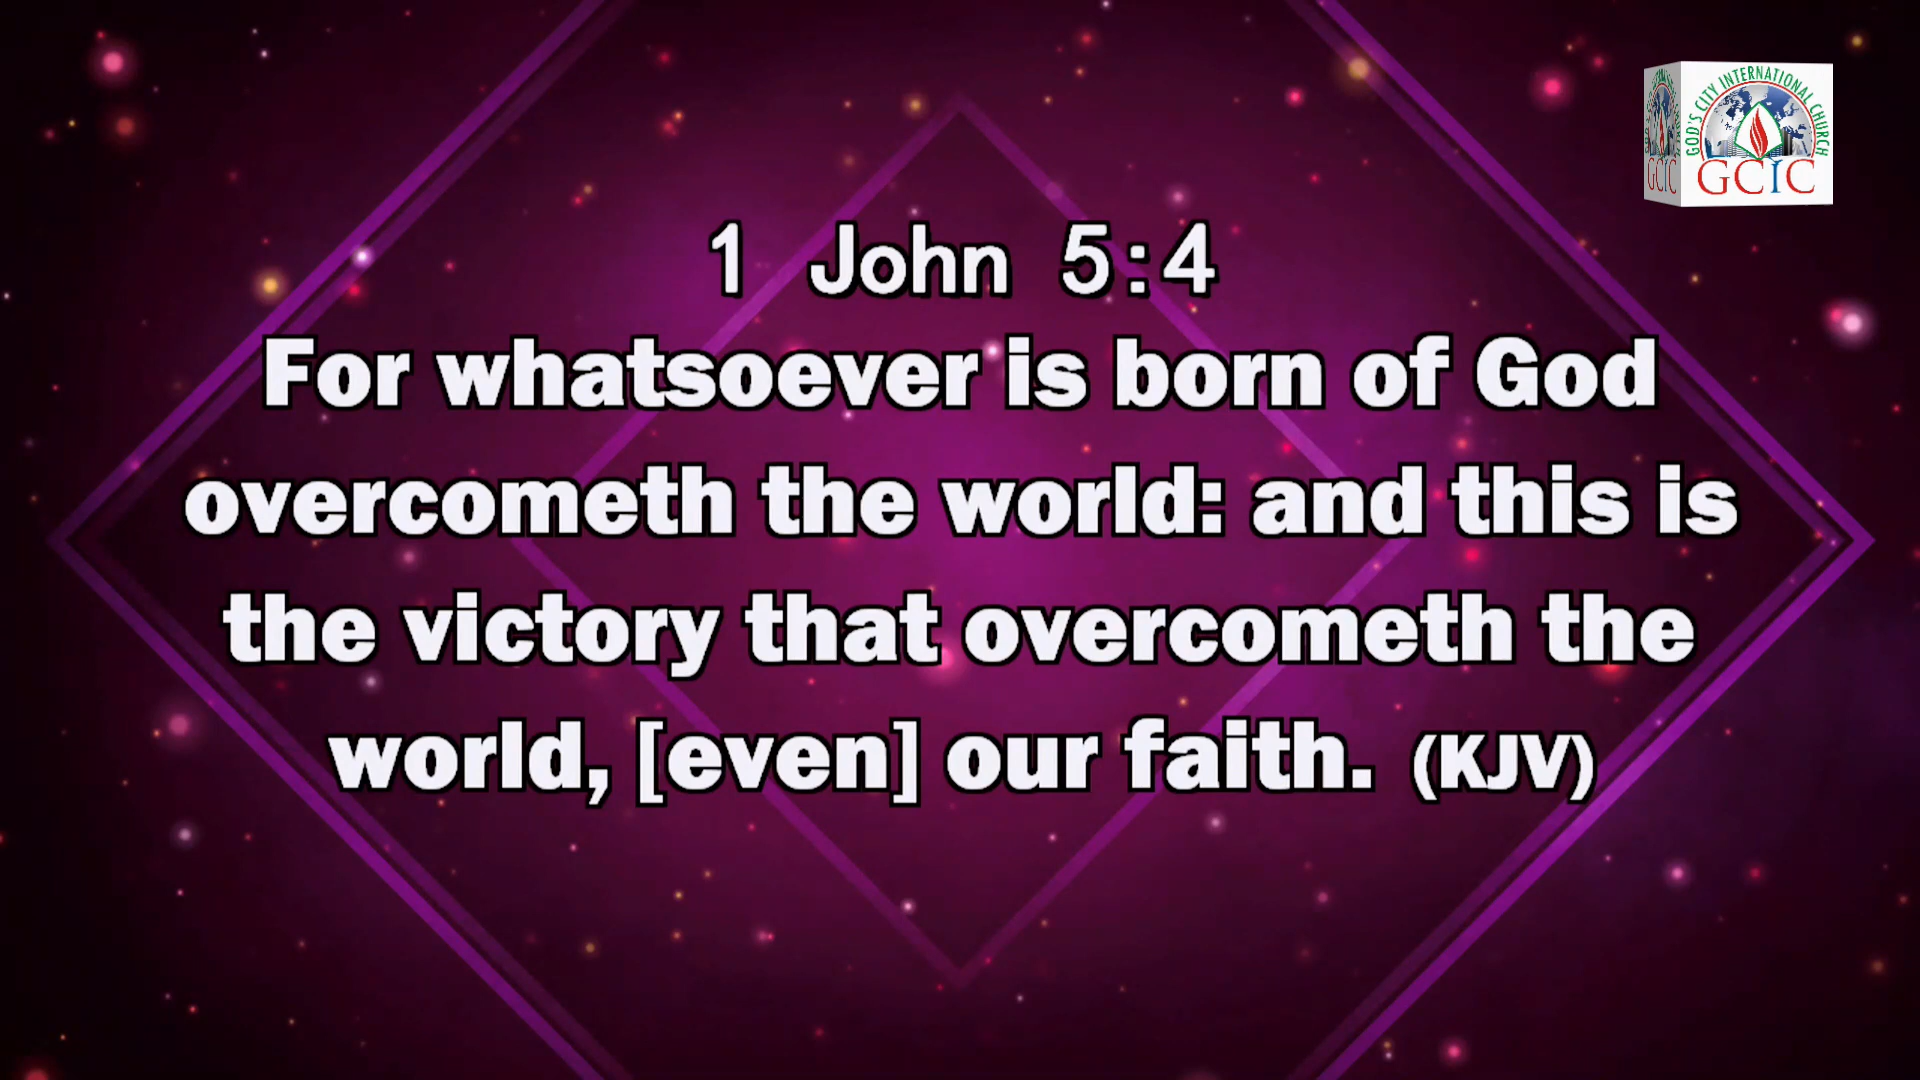 GOD'S CITY INTERNATIONAL CHURCH
GCIC
GCIC
1 John 5:4
For whatsoever is born of God
overcometh the world: and this is
the victory that overcometh the
world, [even] our faith. (KJV)